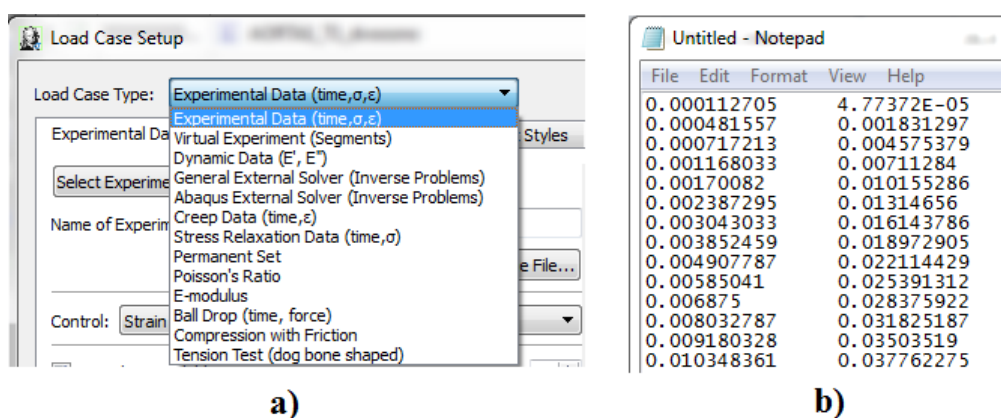 Load Case Setup
Load Case Type: Experimental Data (time,σ,ε)
Experimental Da
Styles
Experimental Data (time,σ,ε)
Virtual Experiment (Segments)
Dynamic Data (E', E'')
General External Solver (Inverse Problems)
Select Experime
Abaqus External Solver (Inverse Problems)
Creep Data (time,ε)
Name of Experim
Stress Relaxation Data (time,σ)
Permanent Set
e File...
Poisson's Ratio
E-modulus
Control: Strain
Ball Drop (time, force)
Compression with Friction
Tension Test (dog bone shaped)
a)
Untitled - Notepad
File Edit Format View Help
0.000112705 4.77372E-05
0.000481557 0.001831297
0.000717213 0.004575379
0.001168033 0.00711284
0.00170082 0.010155286
0.002387295 0.01314656
0.003043033 0.016143786
0.003852459 0.018972905
0.004907787 0.022114429
0.00585041 0.025391312
0.006875 0.028375922
0.008032787 0.031825187
0.009180328 0.03503519
0.010348361 0.037762275
b)